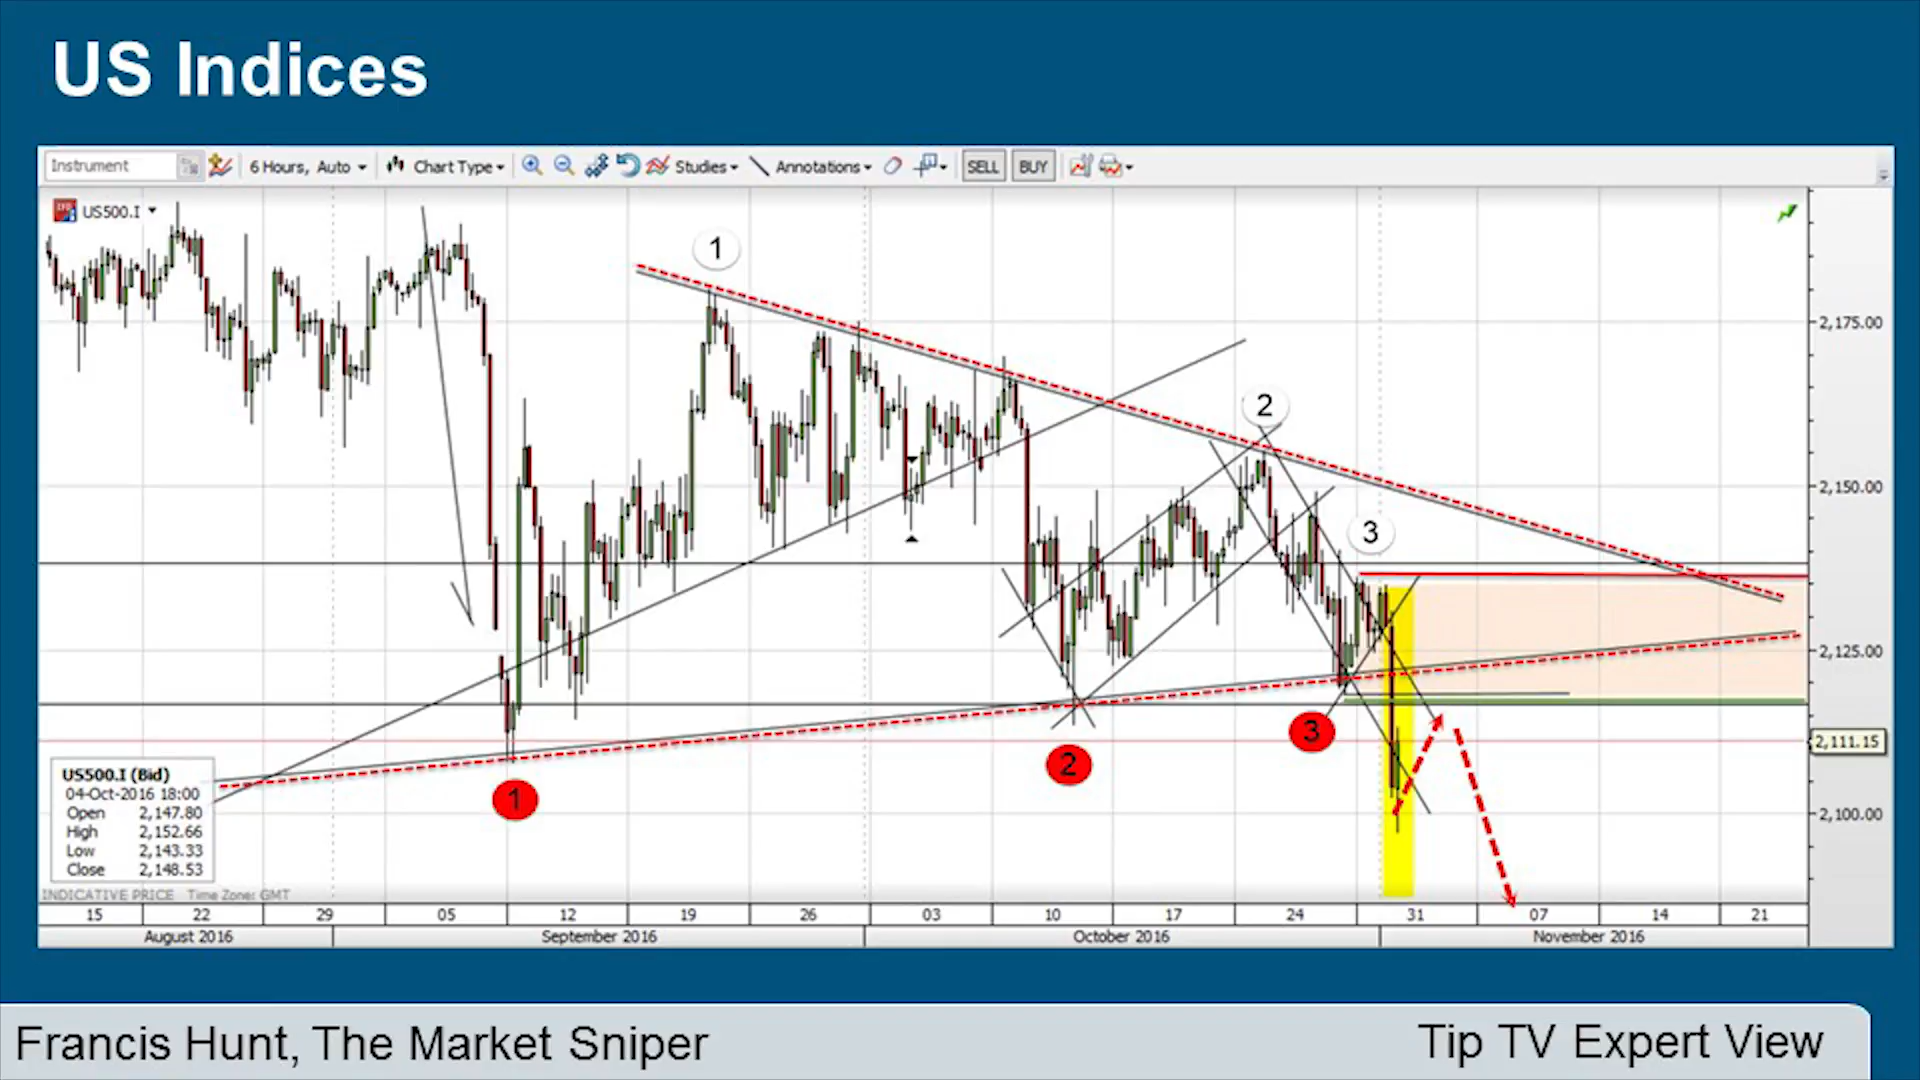 US Indices
Instrument 6 Hours, Auto Chart Type Studies Annotations SELL BUY
US500.I
1
2
3
2,175.00
2,150.00
2,125.00
2,111.15
2,100.00
1
2
3
US500.I (Bid)
04-Oct-2016 18:00
Open 2,147.80
High 2,152.66
Low 2,143.33
Close 2,148.53
INDICATIVE PRICE Time Zone: GMT
15 22 29 05 12 19 26 03 10 17 24 31 07 14 21
August 2016 September 2016 October 2016 November 2016
Francis Hunt, The Market Sniper
Tip TV Expert View